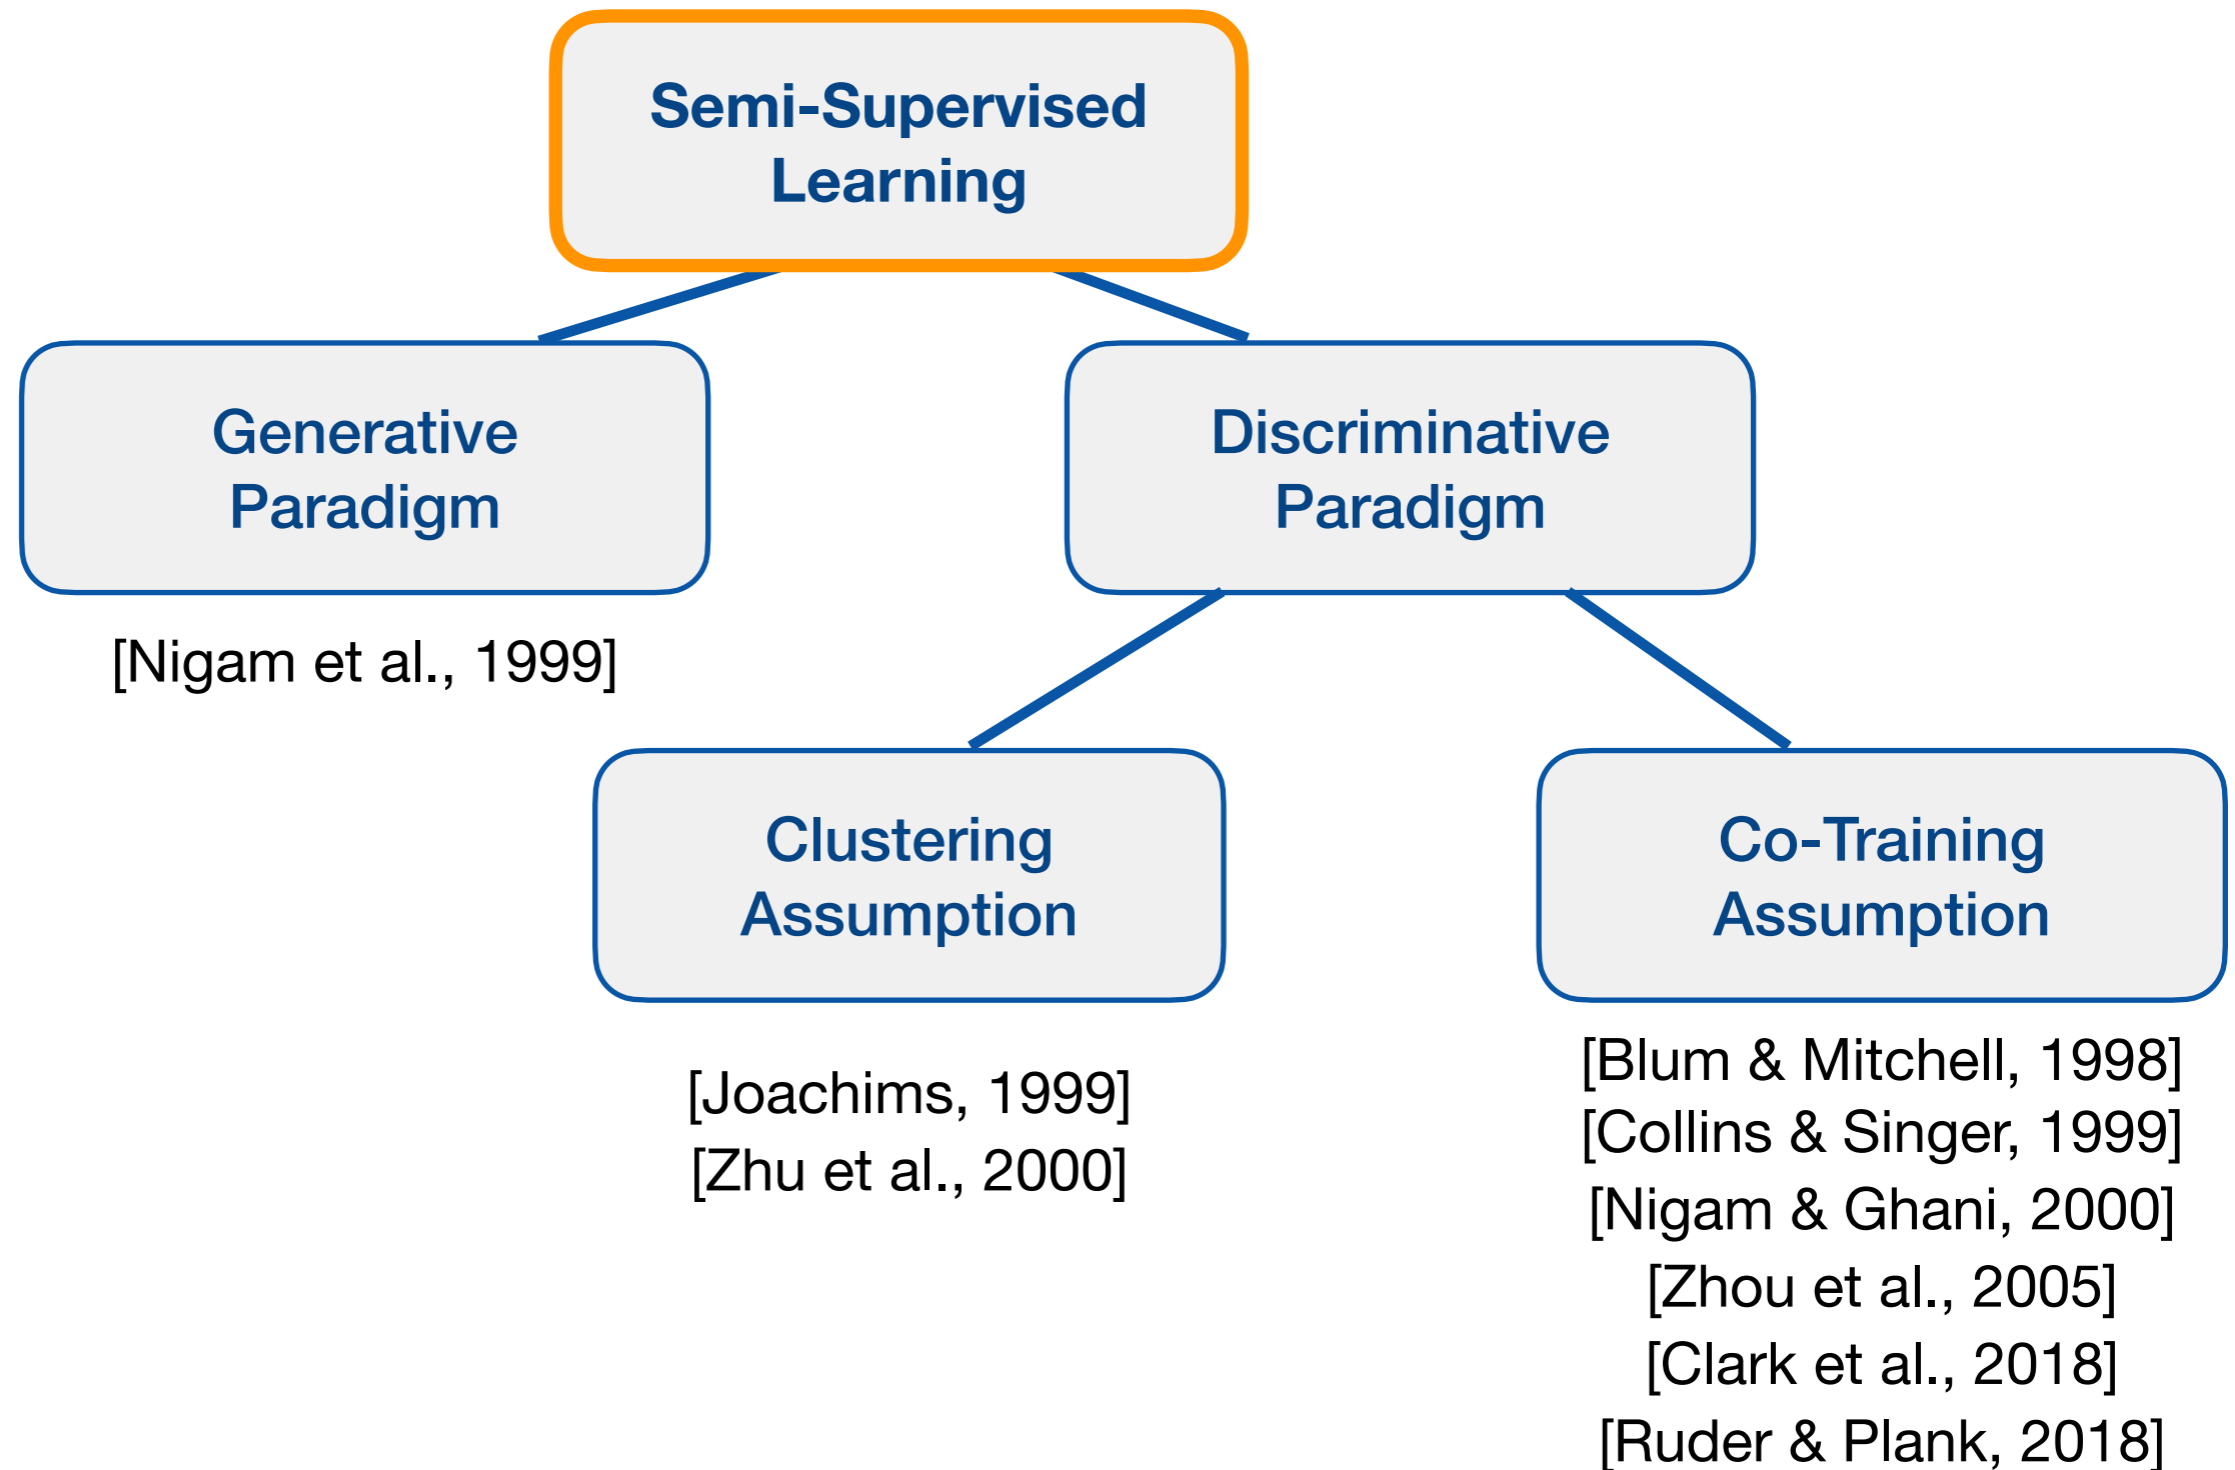 Semi-Supervised
Learning
Generative
Paradigm
Discriminative
Paradigm
[Nigam et al., 1999]
Clustering
Assumption
Co-Training
Assumption
[Joachims, 1999]
[Zhu et al., 2000]
[Blum & Mitchell, 1998]
[Collins & Singer, 1999]
[Nigam & Ghani, 2000]
[Zhou et al., 2005]
[Clark et al., 2018]
[Ruder & Plank, 2018]